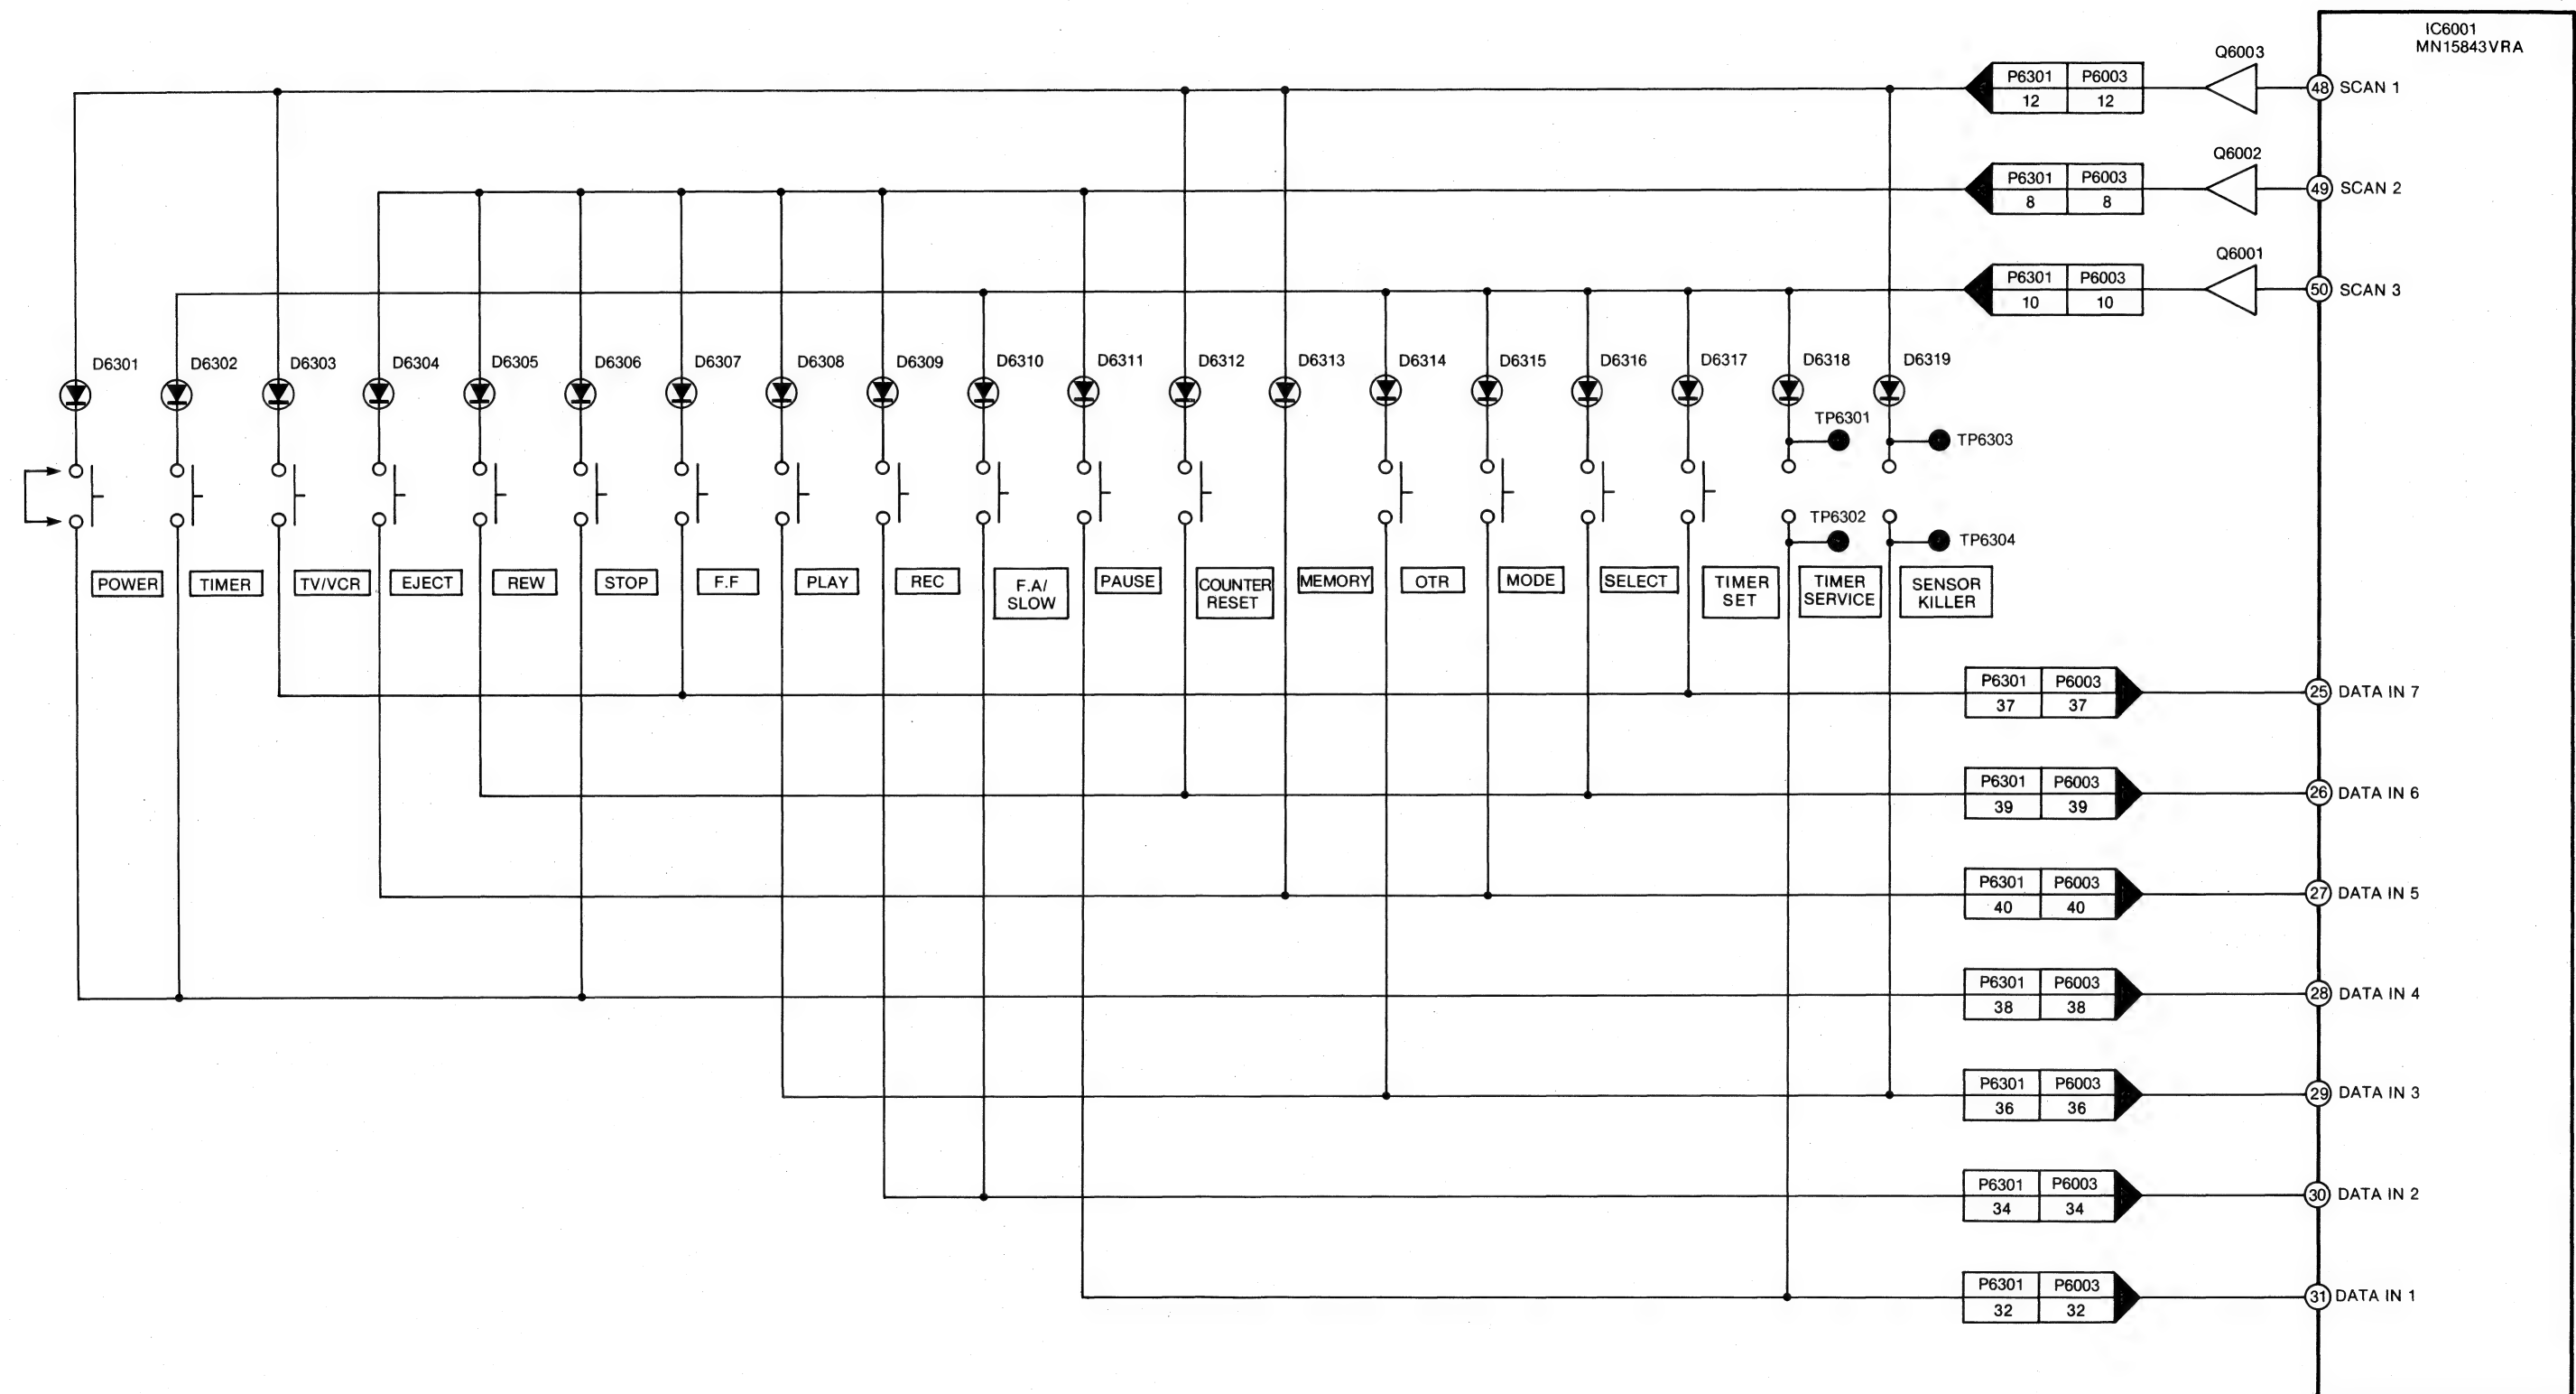 IC6001
MN15843VRA
Q6003
P6301 P6003
12 12
48 SCAN 1
Q6002
P6301 P6003
8 8
49 SCAN 2
Q6001
P6301 P6003
10 10
50 SCAN 3
D6301 D6302 D6303 D6304 D6305 D6306 D6307 D6308 D6309 D6310 D6311 D6312 D6313 D6314 D6315 D6316 D6317 D6318 D6319
TP6301
TP6303
TP6302
TP6304
POWER
TIMER
TV/VCR
EJECT
REW
STOP
F.F
PLAY
REC
F.A/
SLOW
PAUSE
COUNTER
RESET
MEMORY
OTR
MODE
SELECT
TIMER
SET
TIMER
SERVICE
SENSOR
KILLER
P6301 P6003
37 37
25 DATA IN 7
P6301 P6003
39 39
26 DATA IN 6
P6301 P6003
40 40
27 DATA IN 5
P6301 P6003
38 38
28 DATA IN 4
P6301 P6003
36 36
29 DATA IN 3
P6301 P6003
34 34
30 DATA IN 2
P6301 P6003
32 32
31 DATA IN 1